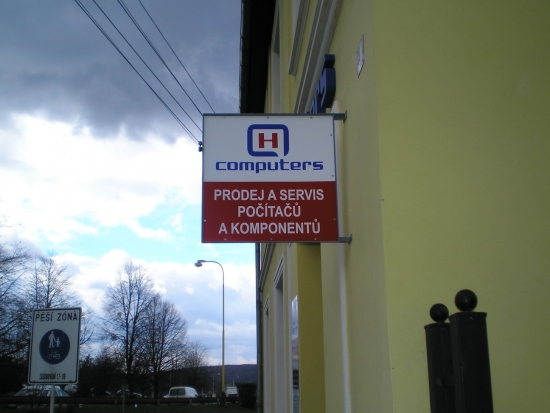 H
computers
PRODEJ A SERVIS
POČÍTAČŮ
A KOMPONENTŮ
PĚŠÍ ZÓNA